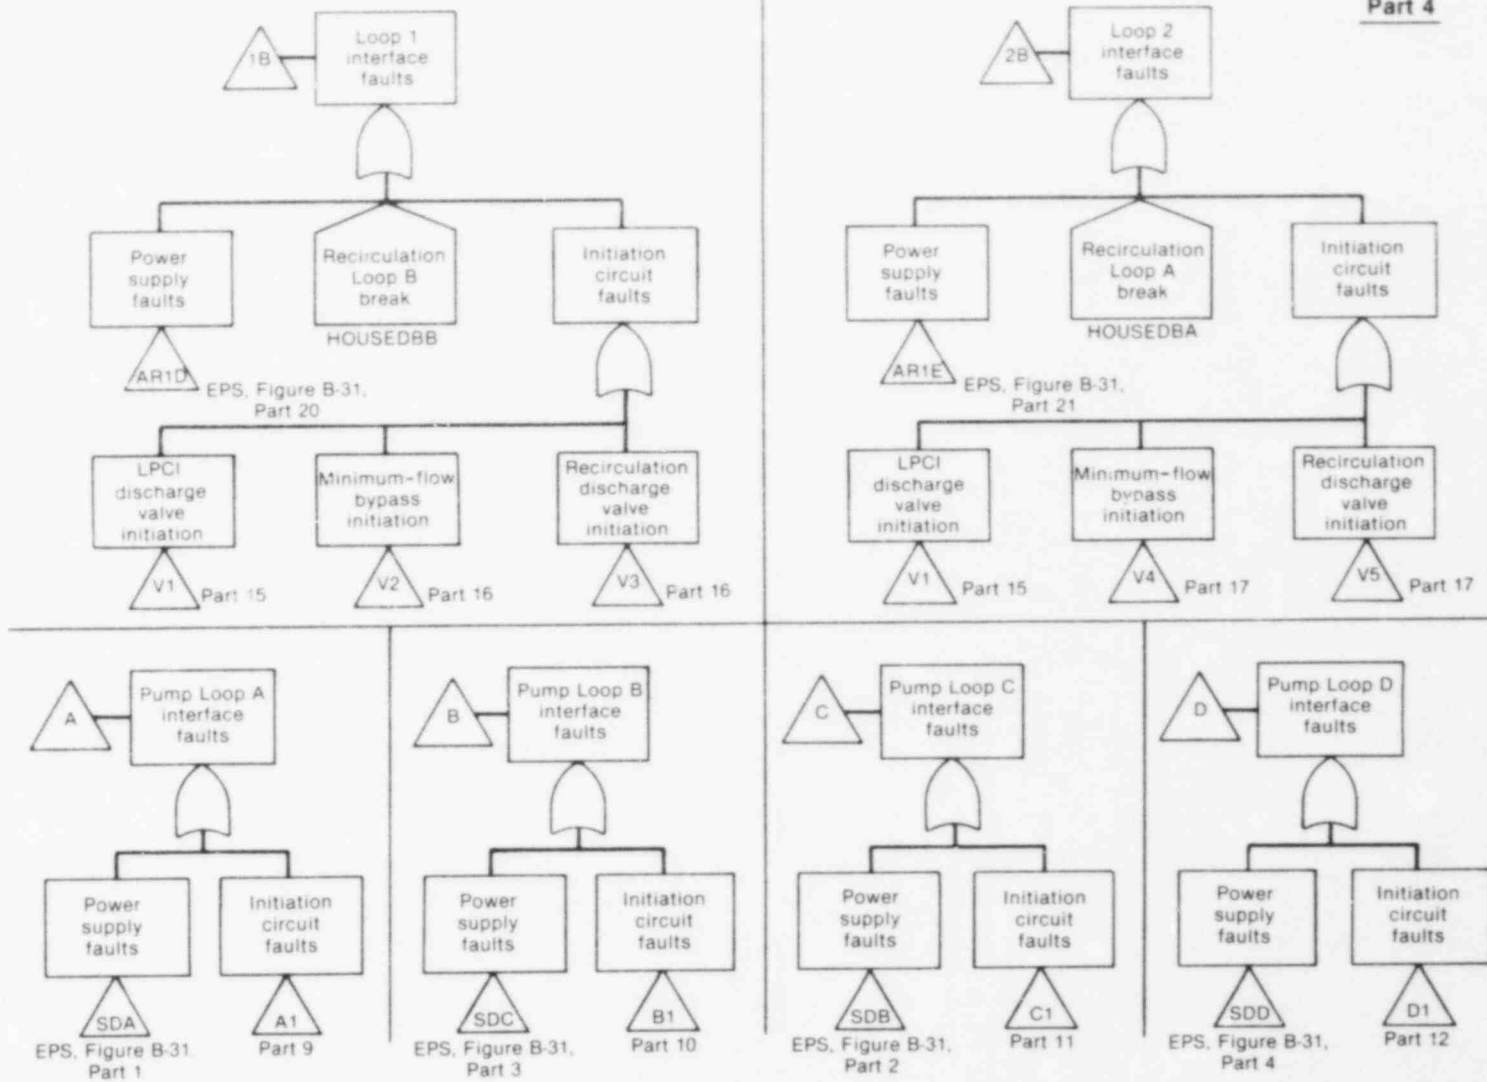 Part 4
1B
Loop 1
interface
faults
Power
supply
faults
Recirculation
Loop B
break
Initiation
circuit
faults
HOUSEDBB
AR1D
EPS, Figure B-31,
Part 20
LPCI
discharge
valve
initiation
Minimum-flow
bypass
initiation
Recirculation
discharge
valve
initiation
V1
Part 15
V2
Part 16
V3
Part 16
2B
Loop 2
interface
faults
Power
supply
faults
Recirculation
Loop A
break
Initiation
circuit
faults
HOUSEDBA
AR1E
EPS, Figure B-31,
Part 21
LPCI
discharge
valve
initiation
Minimum-flow
bypass
initiation
Recirculation
discharge
valve
initiation
V1
Part 15
V4
Part 17
V5
Part 17
A
Pump Loop A
interface
faults
Power
supply
faults
Initiation
circuit
faults
SDA
EPS, Figure B-31,
Part 1
A1
Part 9
B
Pump Loop B
interface
faults
Power
supply
faults
Initiation
circuit
faults
SDC
EPS, Figure B-31,
Part 3
B1
Part 10
C
Pump Loop C
interface
faults
Power
supply
faults
Initiation
circuit
faults
SDB
EPS, Figure B-31,
Part 2
C1
Part 11
D
Pump Loop D
interface
faults
Power
supply
faults
Initiation
circuit
faults
SDD
EPS, Figure B-31,
Part 4
D1
Part 12